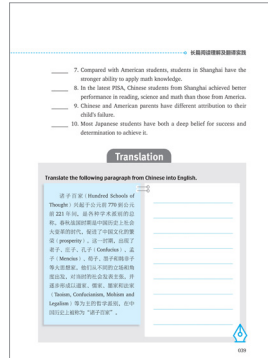 长篇阅读理解及翻译实践
7. Compared with American students, students in Shanghai have the
stronger ability to apply math knowledge.
8. In the latest PISA, Chinese students from Shanghai achieved better
performance in reading, science and math than those from America.
9. Chinese and American parents have different attribution to their
child's failure.
10. Most Japanese students have both a deep belief for success and
determination to achieve it.
Translation
Translate the following paragraph from Chinese into English.
诸子百家（Hundred Schools of
Thought）兴起于公元前770到公元
前221年间，是各种学术派别的总
称。春秋战国时期是中国历史上社会
大变革的时代，促进了中国文化的繁
荣（prosperity）。这一时期，出现了
老子、孔子（Confucius）、孟
子（Mencius）、荀子、墨子和韩非子
等大思想家，他们从不同的立场和角
度出发，对当时的社会发表主张，并
逐步形成以道家、儒家、墨家和法家
（Taoism, Confucianism, Mohism and
Legalism）等为主的哲学派别，在中
国历史上被称为“诸子百家”。
039